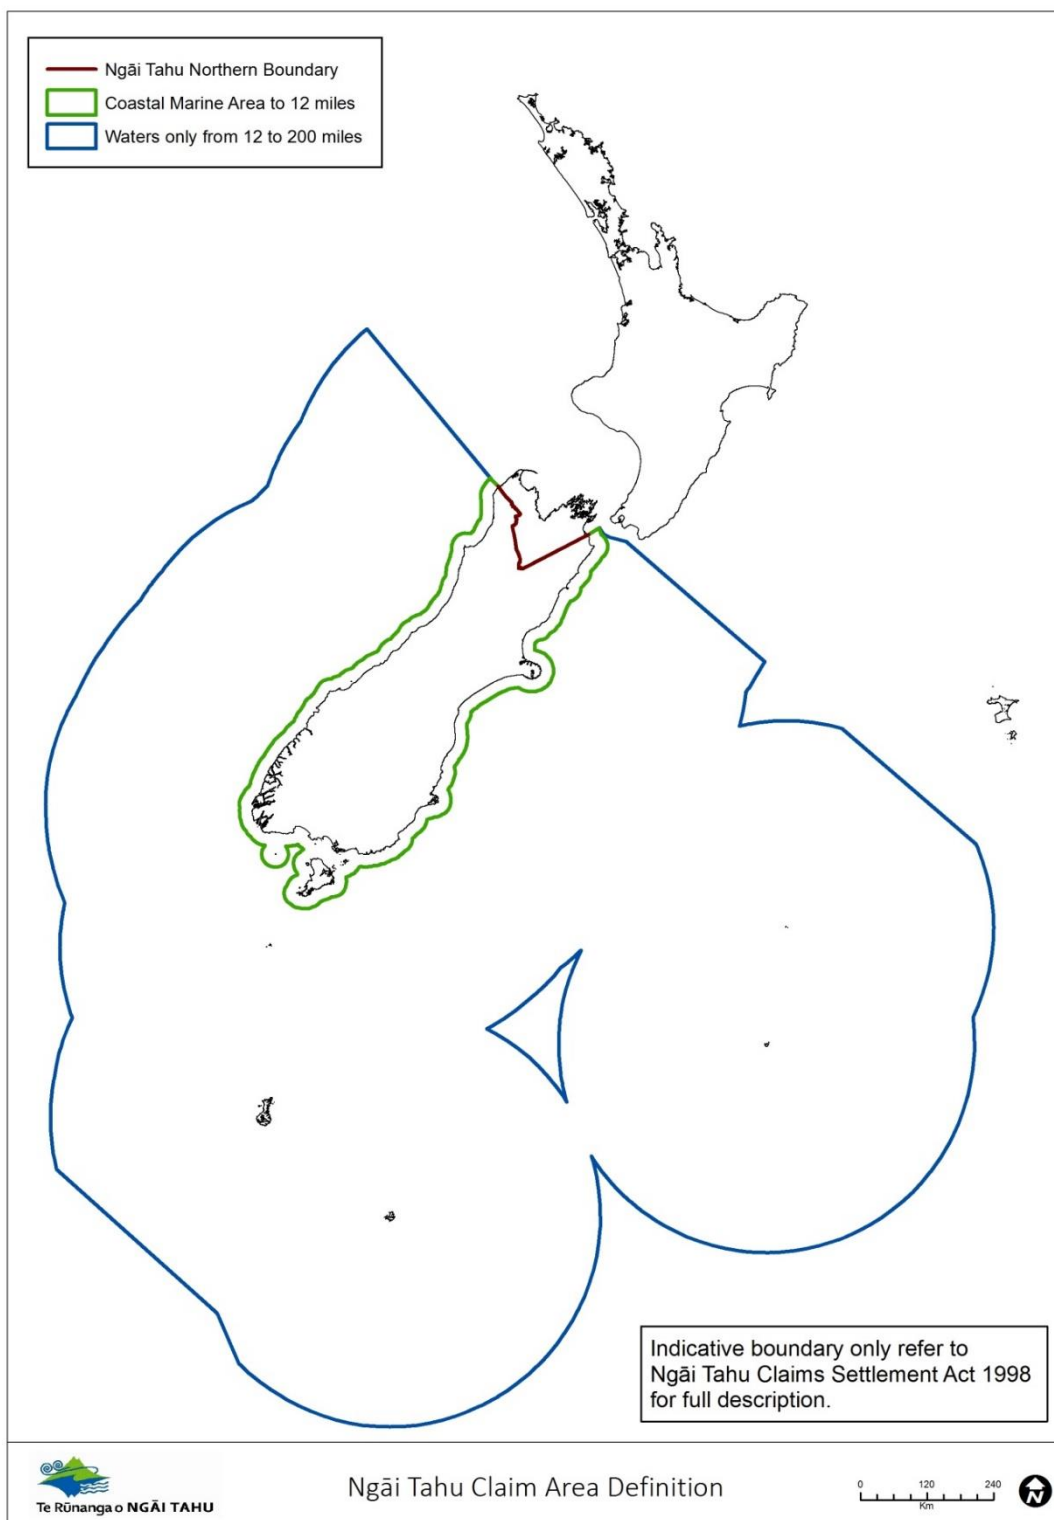 Ngāi Tahu Northern Boundary
Coastal Marine Area to 12 miles
Waters only from 12 to 200 miles
Indicative boundary only refer to
Ngāi Tahu Claims Settlement Act 1998
for full description.
Te Rūnanga o NGĀI TAHU
Ngāi Tahu Claim Area Definition
0 120 240
Km
N